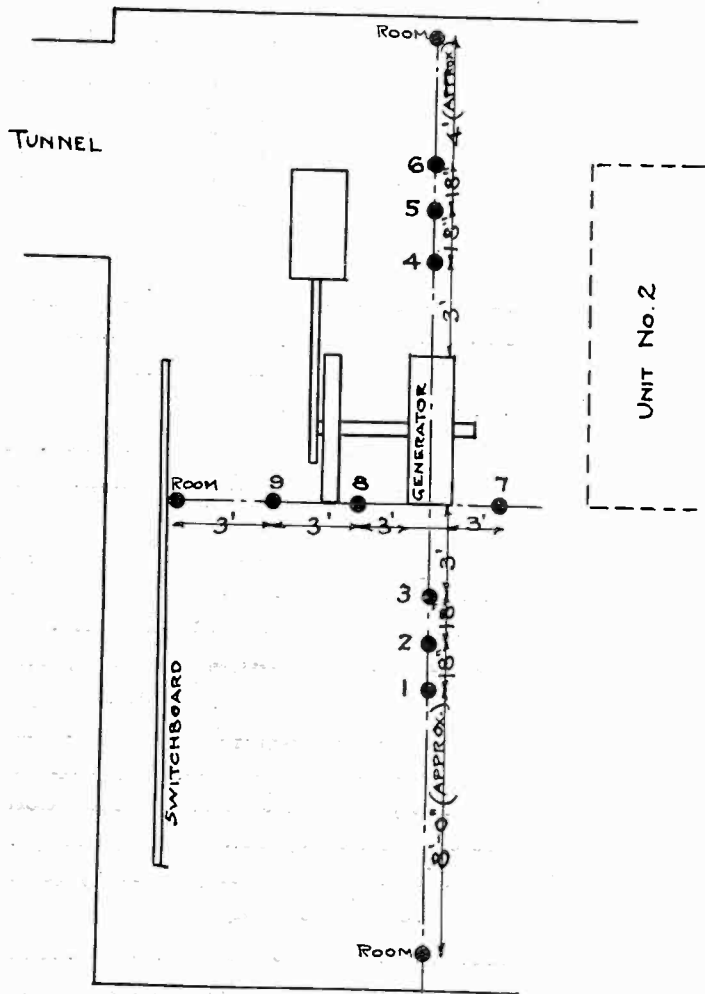 ROOM
4' (APPROX)
TUNNEL
6
18"
5
18"
4
3'
UNIT No. 2
GENERATOR
ROOM
9
8
7
3'
3'
3'
3'
3'
3
18"
2
18"
1
SWITCHBOARD
8'-0" (APPROX.)
ROOM